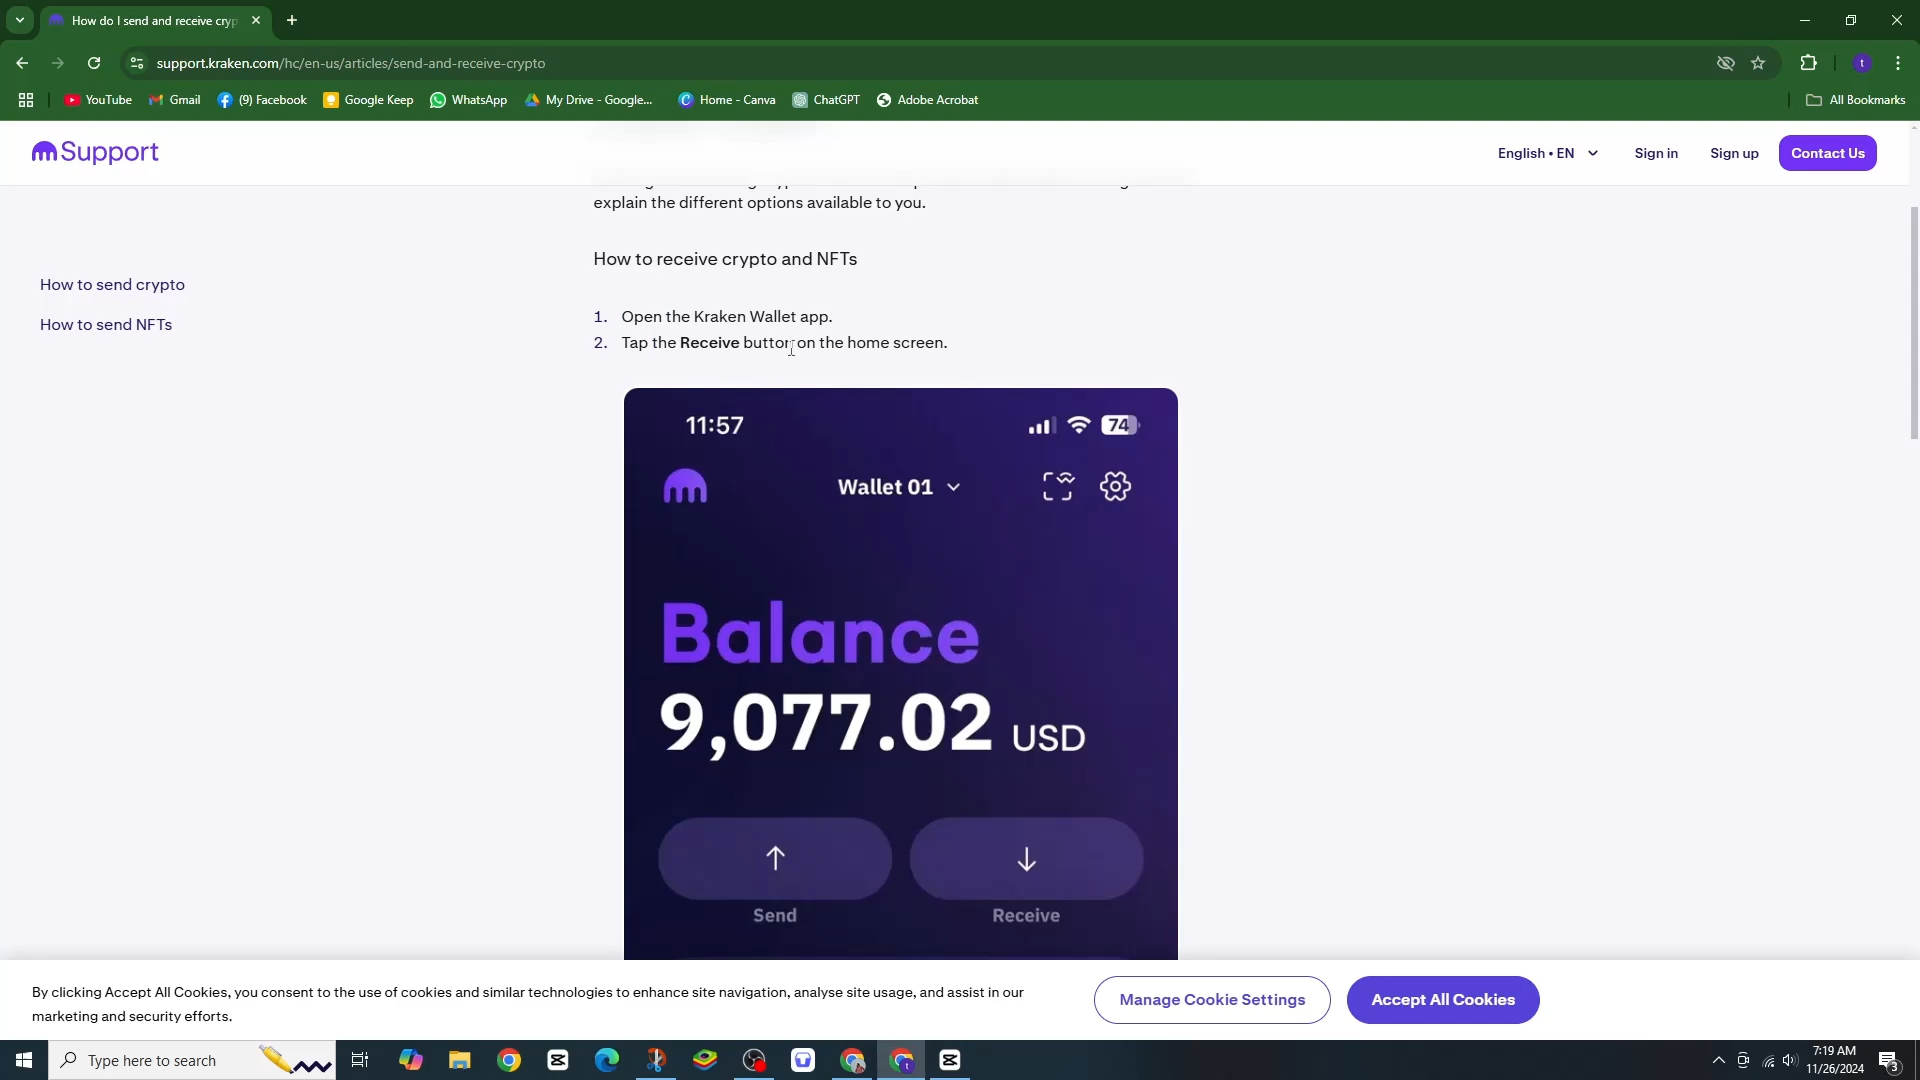 How do I send and receive cryp
support.kraken.com/hc/en-us/articles/send-and-receive-crypto
t
YouTube
Gmail
(9) Facebook
Google Keep
WhatsApp
My Drive - Google...
Home - Canva
ChatGPT
Adobe Acrobat
All Bookmarks
Support
English • EN
Sign in
Sign up
Contact Us
explain the different options available to you.
How to receive crypto and NFTs
How to send crypto
How to send NFTs
1. Open the Kraken Wallet app.
2. Tap the Receive button on the home screen.
11:57
74
Wallet 01
Balance
9,077.02 USD
Send
Receive
By clicking Accept All Cookies, you consent to the use of cookies and similar technologies to enhance site navigation, analyse site usage, and assist in our
marketing and security efforts.
Manage Cookie Settings
Accept All Cookies
Type here to search
7:19 AM
11/26/2024
3